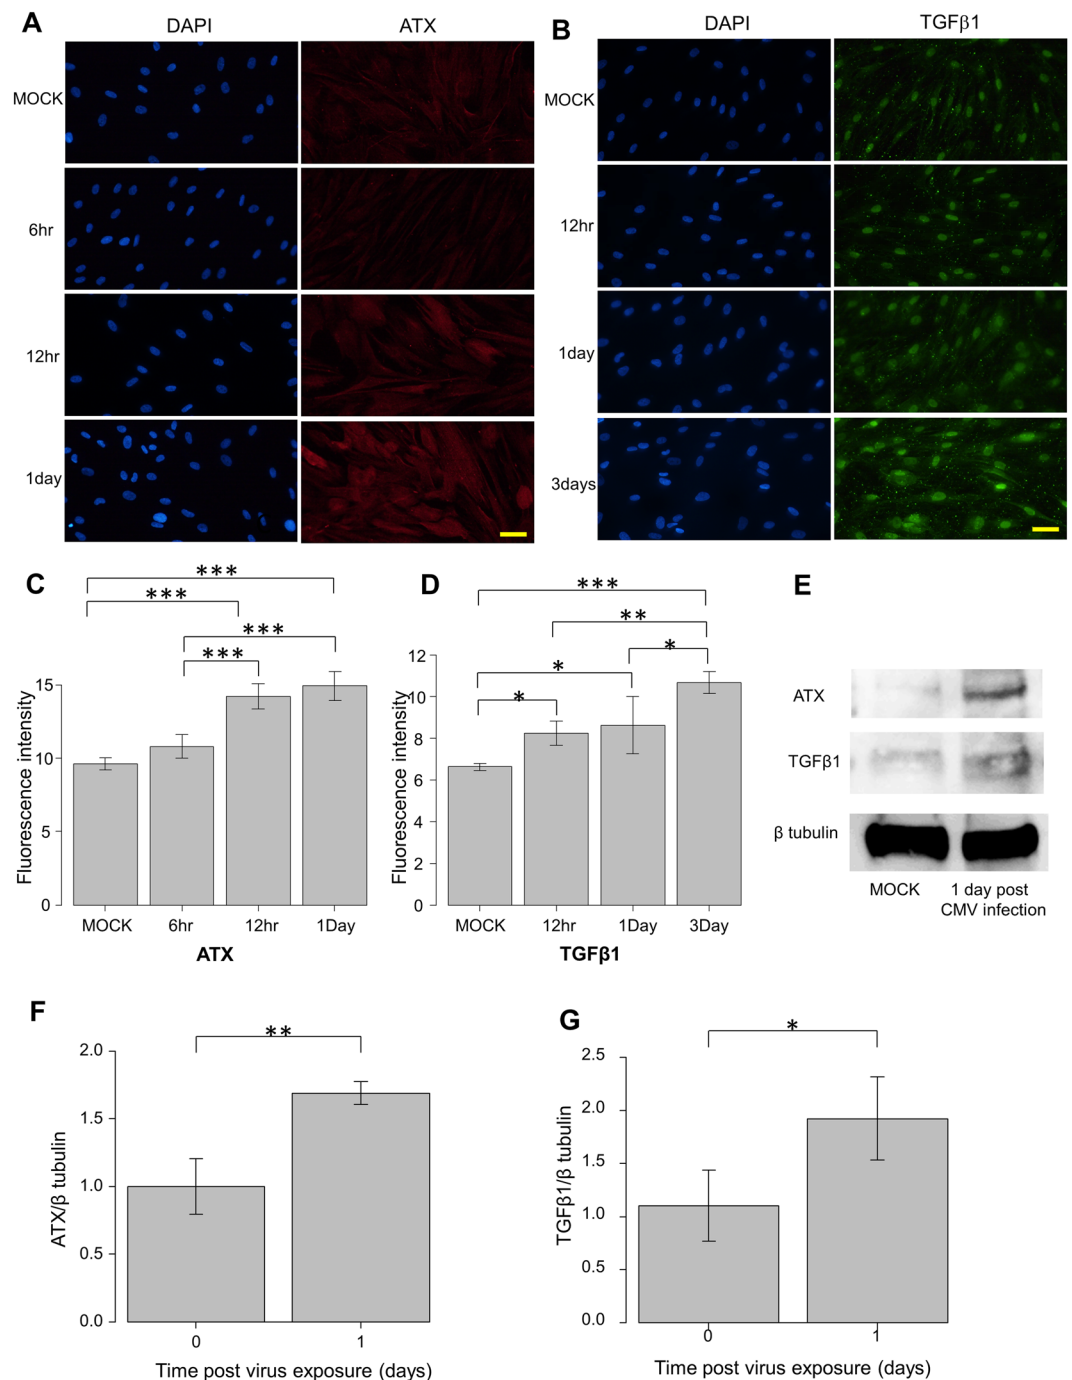 A
DAPI
ATX
MOCK
6hr
12hr
1day
B
DAPI
TGFβ1
MOCK
12hr
1day
3days
C
***
***
***
***
Fluorescence intensity
15
10
5
0
MOCK
6hr
12hr
1Day
ATX
D
***
**
*
*
*
Fluorescence intensity
12
10
8
6
4
2
0
MOCK
12hr
1Day
3Day
TGFβ1
E
ATX
TGFβ1
β tubulin
MOCK
1 day post
CMV infection
F
**
ATX/β tubulin
2.0
1.5
1.0
0.5
0.0
0
1
Time post virus exposure (days)
G
*
TGFβ1/β tubulin
2.5
2.0
1.5
1.0
0.5
0.0
0
1
Time post virus exposure (days)